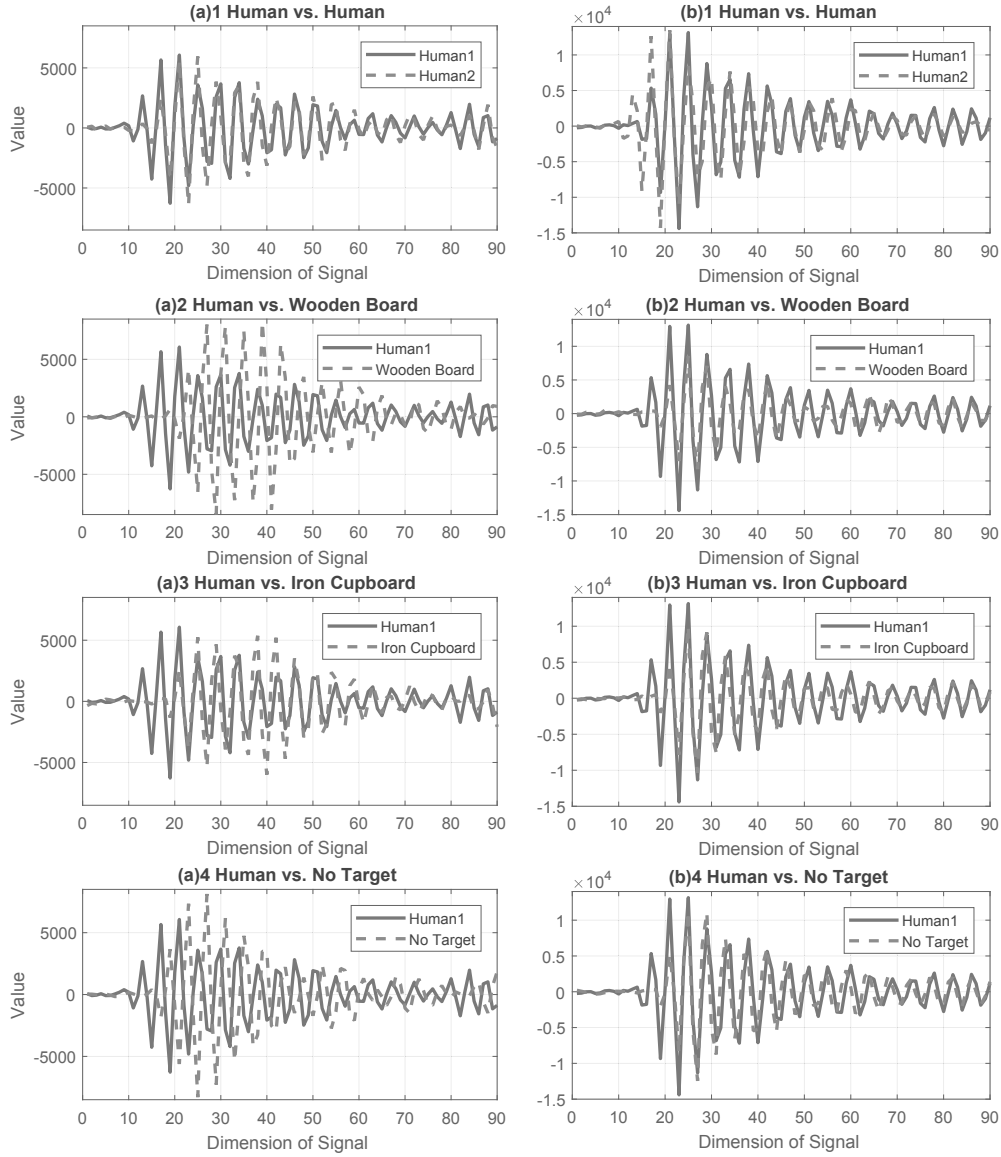 (a)1 Human vs. Human
5000
0
-5000
Value
Human1
Human2
0 10 20 30 40 50 60 70 80 90
Dimension of Signal
(b)1 Human vs. Human
×10⁴
1
0.5
0
-0.5
-1
-1.5
Human1
Human2
0 10 20 30 40 50 60 70 80 90
Dimension of Signal
(a)2 Human vs. Wooden Board
5000
0
-5000
Value
Human1
Wooden Board
0 10 20 30 40 50 60 70 80 90
Dimension of Signal
(b)2 Human vs. Wooden Board
×10⁴
1
0.5
0
-0.5
-1
-1.5
Human1
Wooden Board
0 10 20 30 40 50 60 70 80 90
Dimension of Signal
(a)3 Human vs. Iron Cupboard
5000
0
-5000
Value
Human1
Iron Cupboard
0 10 20 30 40 50 60 70 80 90
Dimension of Signal
(b)3 Human vs. Iron Cupboard
×10⁴
1
0.5
0
-0.5
-1
-1.5
Human1
Iron Cupboard
0 10 20 30 40 50 60 70 80 90
Dimension of Signal
(a)4 Human vs. No Target
5000
0
-5000
Value
Human1
No Target
0 10 20 30 40 50 60 70 80 90
Dimension of Signal
(b)4 Human vs. No Target
×10⁴
1
0.5
0
-0.5
-1
-1.5
Human1
No Target
0 10 20 30 40 50 60 70 80 90
Dimension of Signal